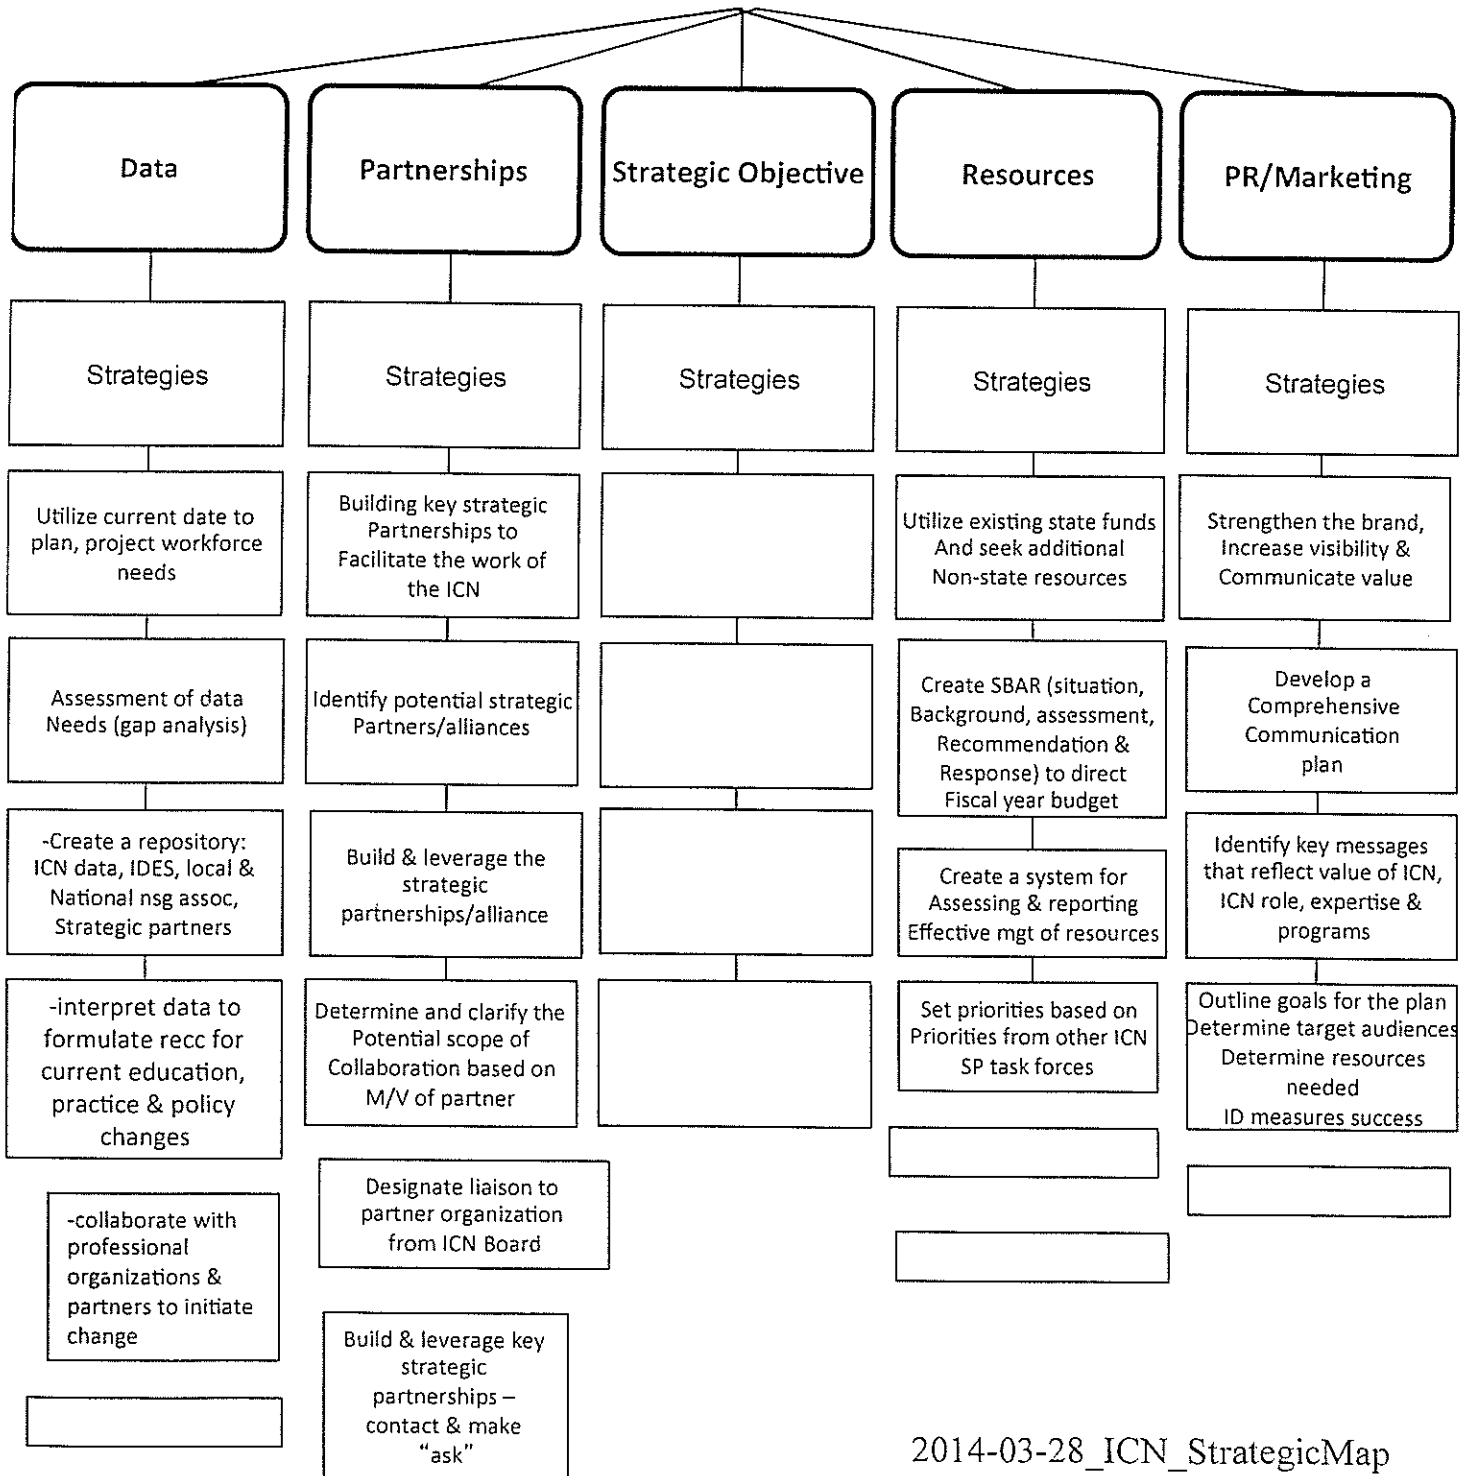 Data
Partnerships
Strategic Objective
Resources
PR/Marketing
Strategies
Strategies
Strategies
Strategies
Strategies
Utilize current date to
plan, project workforce
needs
Building key strategic
Partnerships to
Facilitate the work of
the ICN
Utilize existing state funds
And seek additional
Non-state resources
Strengthen the brand,
Increase visibility &
Communicate value
Assessment of data
Needs (gap analysis)
Identify potential strategic
Partners/alliances
Create SBAR (situation,
Background, assessment,
Recommendation &
Response) to direct
Fiscal year budget
Develop a
Comprehensive
Communication
plan
-Create a repository:
ICN data, IDES, local &
National nsg assoc,
Strategic partners
Build & leverage the
strategic
partnerships/alliance
Create a system for
Assessing & reporting
Effective mgt of resources
Identify key messages
that reflect value of ICN,
ICN role, expertise &
programs
-interpret data to
formulate recc for
current education,
practice & policy
changes
Determine and clarify the
Potential scope of
Collaboration based on
M/V of partner
Set priorities based on
Priorities from other ICN
SP task forces
Outline goals for the plan
Determine target audiences
Determine resources
needed
ID measures success
-collaborate with
professional
organizations &
partners to initiate
change
Designate liaison to
partner organization
from ICN Board
Build & leverage key
strategic
partnerships –
contact & make
“ask”
2014-03-28_ICN_StrategicMap